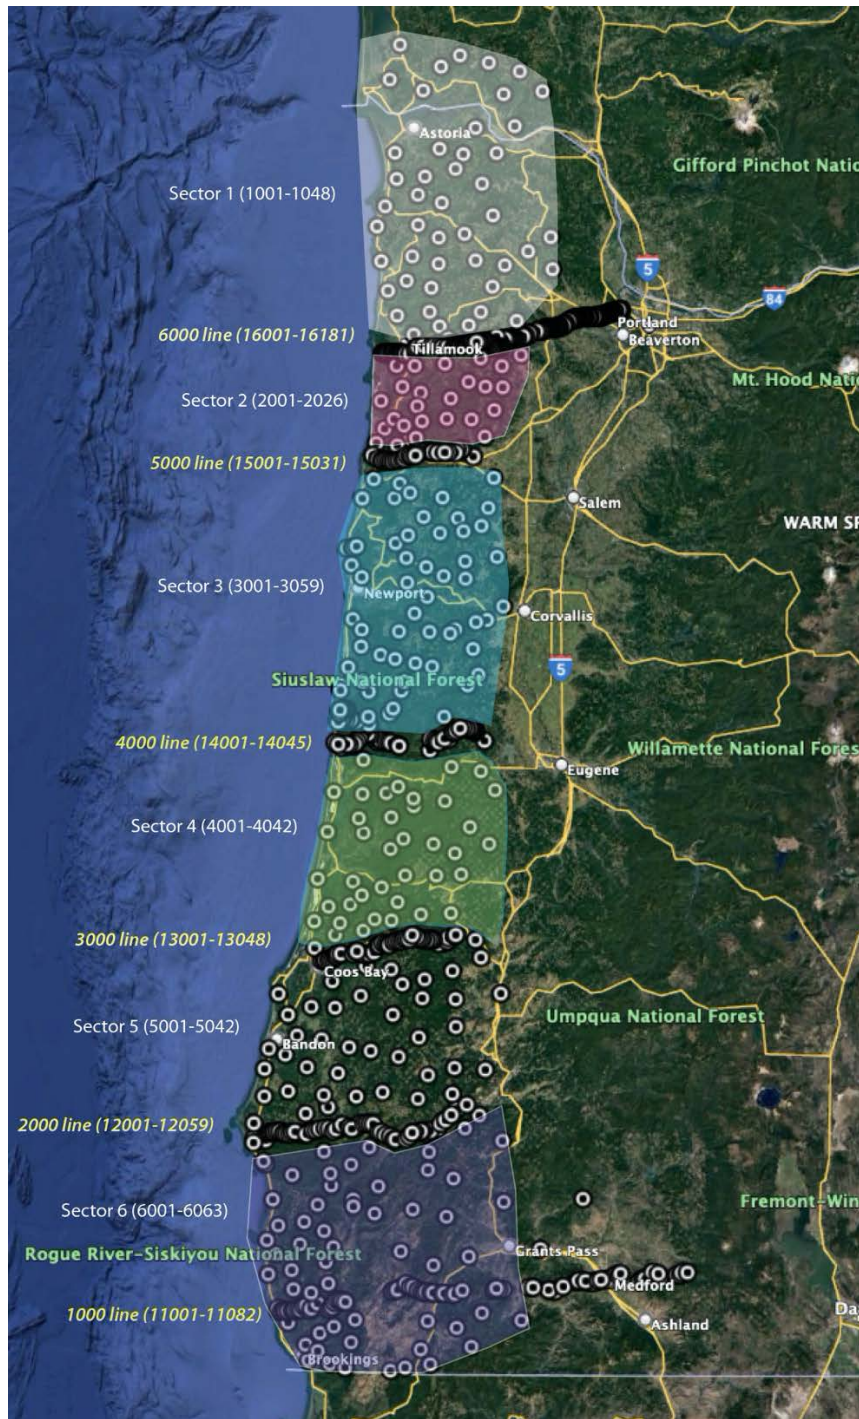 Astoria
Gifford Pinchot Natio
Sector 1 (1001-1048)
5
84
6000 line (16001-16181)
Portland
Tillamook
Beaverton
Mt. Hood Natio
Sector 2 (2001-2026)
5000 line (15001-15031)
Salem
WARM SP
Sector 3 (3001-3059)
Newport
Corvallis
5
Siuslaw National Forest
4000 line (14001-14045)
Willamette National Fores
Eugene
Sector 4 (4001-4042)
3000 line (13001-13048)
Coos Bay
Umpqua National Forest
Sector 5 (5001-5042)
Bandon
2000 line (12001-12059)
Fremont-Win
Sector 6 (6001-6063)
Grants Pass
Rogue River-Siskiyou National Forest
Medford
1000 line (11001-11082)
Da
Ashland
Brookings